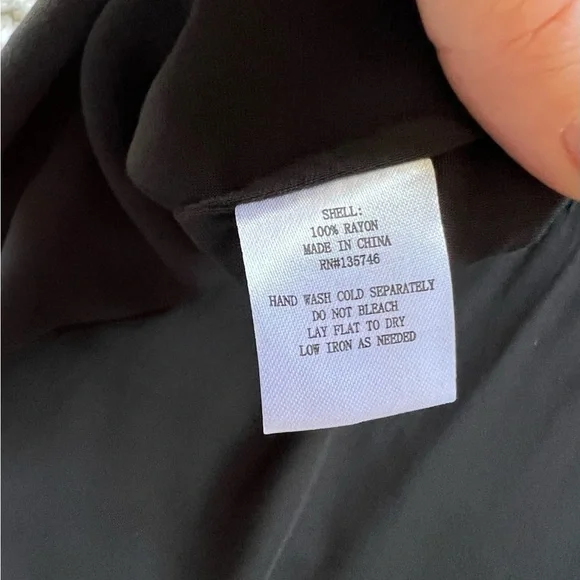 SHELL:
100% RAYON
MADE IN CHINA
RN#135746
HAND WASH COLD SEPARATELY
DO NOT BLEACH
LAY FLAT TO DRY
LOW IRON AS NEEDED